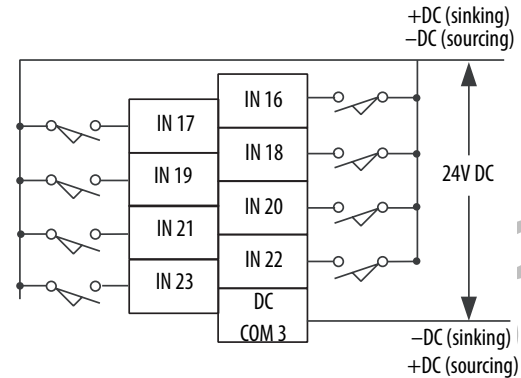 +DC (sinking)
−DC (sourcing)
IN 16
IN 17
IN 18
IN 19
24V DC
IN 20
IN 21
IN 22
IN 23
DC
COM 3
−DC (sinking)
+DC (sourcing)